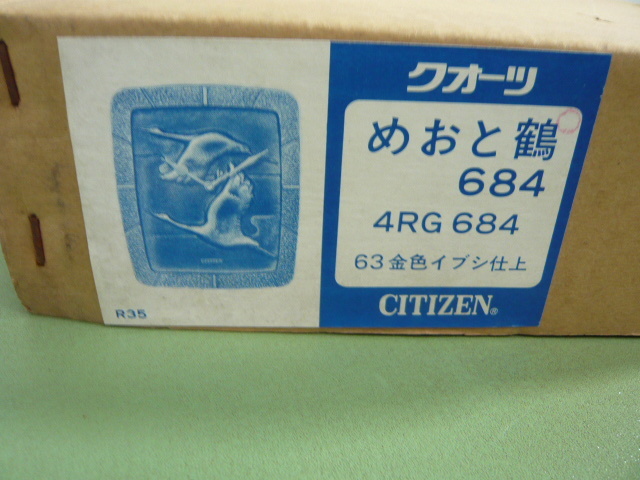 クオーツ
めおと鶴
684
4RG 684
63金色イブシ仕上
CITIZEN®
CITIZEN
R35